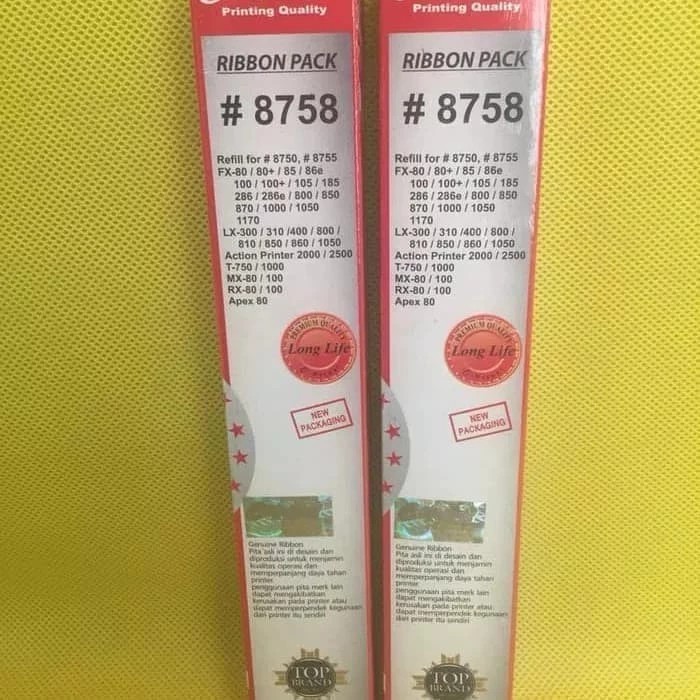 Printing Quality
RIBBON PACK
# 8758
Refill for # 8750, # 8755
FX-80 / 80+ / 85 / 86e
100 / 100+ / 105 / 185
286 / 286e / 800 / 850
870 / 1000 / 1050
1170
LX-300 / 310 /400 / 800 /
810 / 850 / 860 / 1050
Action Printer 2000 / 2500
T-750 / 1000
MX-80 / 100
RX-80 / 100
Apex 80
PREMIUM QUALITY
Long Life
NEW
PACKAGING
Genuine Ribbon
Pita asli ini di desain dan
diproduksi untuk menjamin
kualitas operasi dan
memperpanjang daya tahan
printer
penggunaan pita merk lain
dapat mengakibatkan
kerusakan pada printer atau
dapat memperpendek kegunaan
dari printer itu sendiri
TOP
BRAND
Printing Quality
RIBBON PACK
# 8758
Refill for # 8750, # 8755
FX-80 / 80+ / 85 / 86e
100 / 100+ / 105 / 185
286 / 286e / 800 / 850
870 / 1000 / 1050
1170
LX-300 / 310 /400 / 800 /
810 / 850 / 860 / 1050
Action Printer 2000 / 2500
T-750 / 1000
MX-80 / 100
RX-80 / 100
Apex 80
PREMIUM QUALITY
Long Life
NEW
PACKAGING
Genuine Ribbon
Pita asli ini di desain dan
diproduksi untuk menjamin
kualitas operasi dan
memperpanjang daya tahan
printer
penggunaan pita merk lain
dapat mengakibatkan
kerusakan pada printer atau
dapat memperpendek kegunaan
dari printer itu sendiri
TOP
BRAND